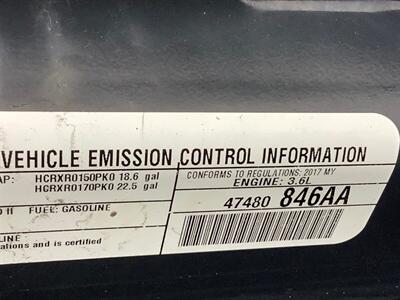 VEHICLE EMISSION CONTROL INFORMATION
AP: HCRXR0150PK0 18.6 gal
HCRXR0170PK0 22.5 gal
CONFORMS TO REGULATIONS: 2017 MY
ENGINE: 3.6L
D II FUEL: GASOLINE
47480 846AA
LINE
ations and is certified